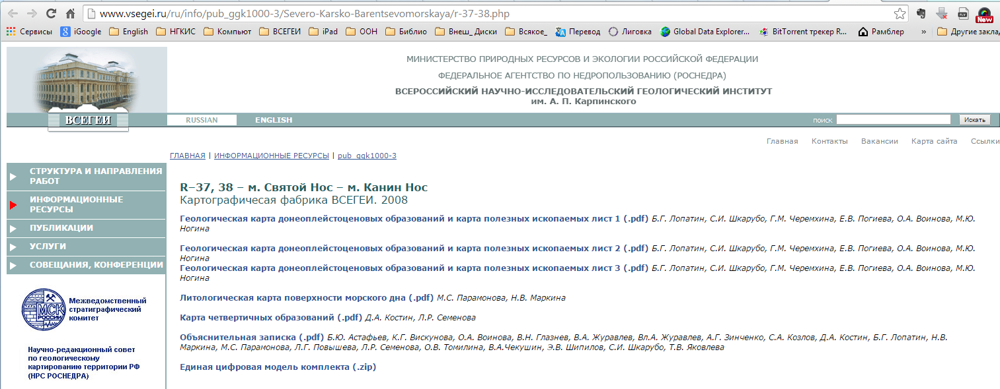 www.vsegei.ru/ru/info/pub_ggk1000-3/Severo-Karsko-Barentsevomorskaya/r-37-38.php
New
Сервисы iGoogle English НГКИС Компьют ВСЕГЕИ iPad ООН Библио Внеш_ Диски Всякое_ Перевод Лиговка Global Data Explorer... BitTorrent трекер R... Рамблер » Другие закла
МИНИСТЕРСТВО ПРИРОДНЫХ РЕСУРСОВ И ЭКОЛОГИИ РОССИЙСКОЙ ФЕДЕРАЦИИ
ФЕДЕРАЛЬНОЕ АГЕНТСТВО ПО НЕДРОПОЛЬЗОВАНИЮ (РОСНЕДРА)
ВСЕРОССИЙСКИЙ НАУЧНО-ИССЛЕДОВАТЕЛЬСКИЙ ГЕОЛОГИЧЕСКИЙ ИНСТИТУТ
им. А. П. Карпинского
ВСЕГЕИ RUSSIAN ENGLISH поиск Искать
Главная Контакты Вакансии Карта сайта Ссылки
ГЛАВНАЯ | ИНФОРМАЦИОННЫЕ РЕСУРСЫ | pub_ggk1000-3
СТРУКТУРА И НАПРАВЛЕНИЯ
РАБОТ
ИНФОРМАЦИОННЫЕ
РЕСУРСЫ
ПУБЛИКАЦИИ
УСЛУГИ
СОВЕЩАНИЯ, КОНФЕРЕНЦИИ
МСК
РОССИИ
Межведомственный
стратиграфический
комитет
Научно-редакционный совет
по геологическому
картированию территории РФ
(НРС РОСНЕДРА)
R–37, 38 – м. Святой Нос – м. Канин Нос
Картографичесая фабрика ВСЕГЕИ. 2008
Геологическая карта донеоплейстоценовых образований и карта полезных ископаемых лист 1 (.pdf) Б.Г. Лопатин, С.И. Шкарубо, Г.М. Черемхина, Е.В. Погиева, О.А. Воинова, М.Ю.
Ногина
Геологическая карта донеоплейстоценовых образований и карта полезных ископаемых лист 2 (.pdf) Б.Г. Лопатин, С.И. Шкарубо, Г.М. Черемхина, Е.В. Погиева, О.А. Воинова, М.Ю.
Ногина
Геологическая карта донеоплейстоценовых образований и карта полезных ископаемых лист 3 (.pdf) Б.Г. Лопатин, С.И. Шкарубо, Г.М. Черемхина, Е.В. Погиева, О.А. Воинова, М.Ю.
Ногина
Литологическая карта поверхности морского дна (.pdf) М.С. Парамонова, Н.В. Маркина
Карта четвертичных образований (.pdf) Д.А. Костин, Л.Р. Семенова
Объяснительная записка (.pdf) Б.Ю. Астафьев, К.Г. Вискунова, О.А. Воинова, В.Н. Глазнев, В.А. Журавлев, Вл.А. Журавлев, А.Г. Зинченко, С.А. Козлов, Д.А. Костин, Б.Г. Лопатин, Н.В.
Маркина, М.С. Парамонова, Л.Г. Повышева, Л.Р. Семенова, О.В. Томилина, В.А.Чекушин, Э.В. Шипилов, С.И. Шкарубо, Т.В. Яковлева
Единая цифровая модель комплекта (.zip)